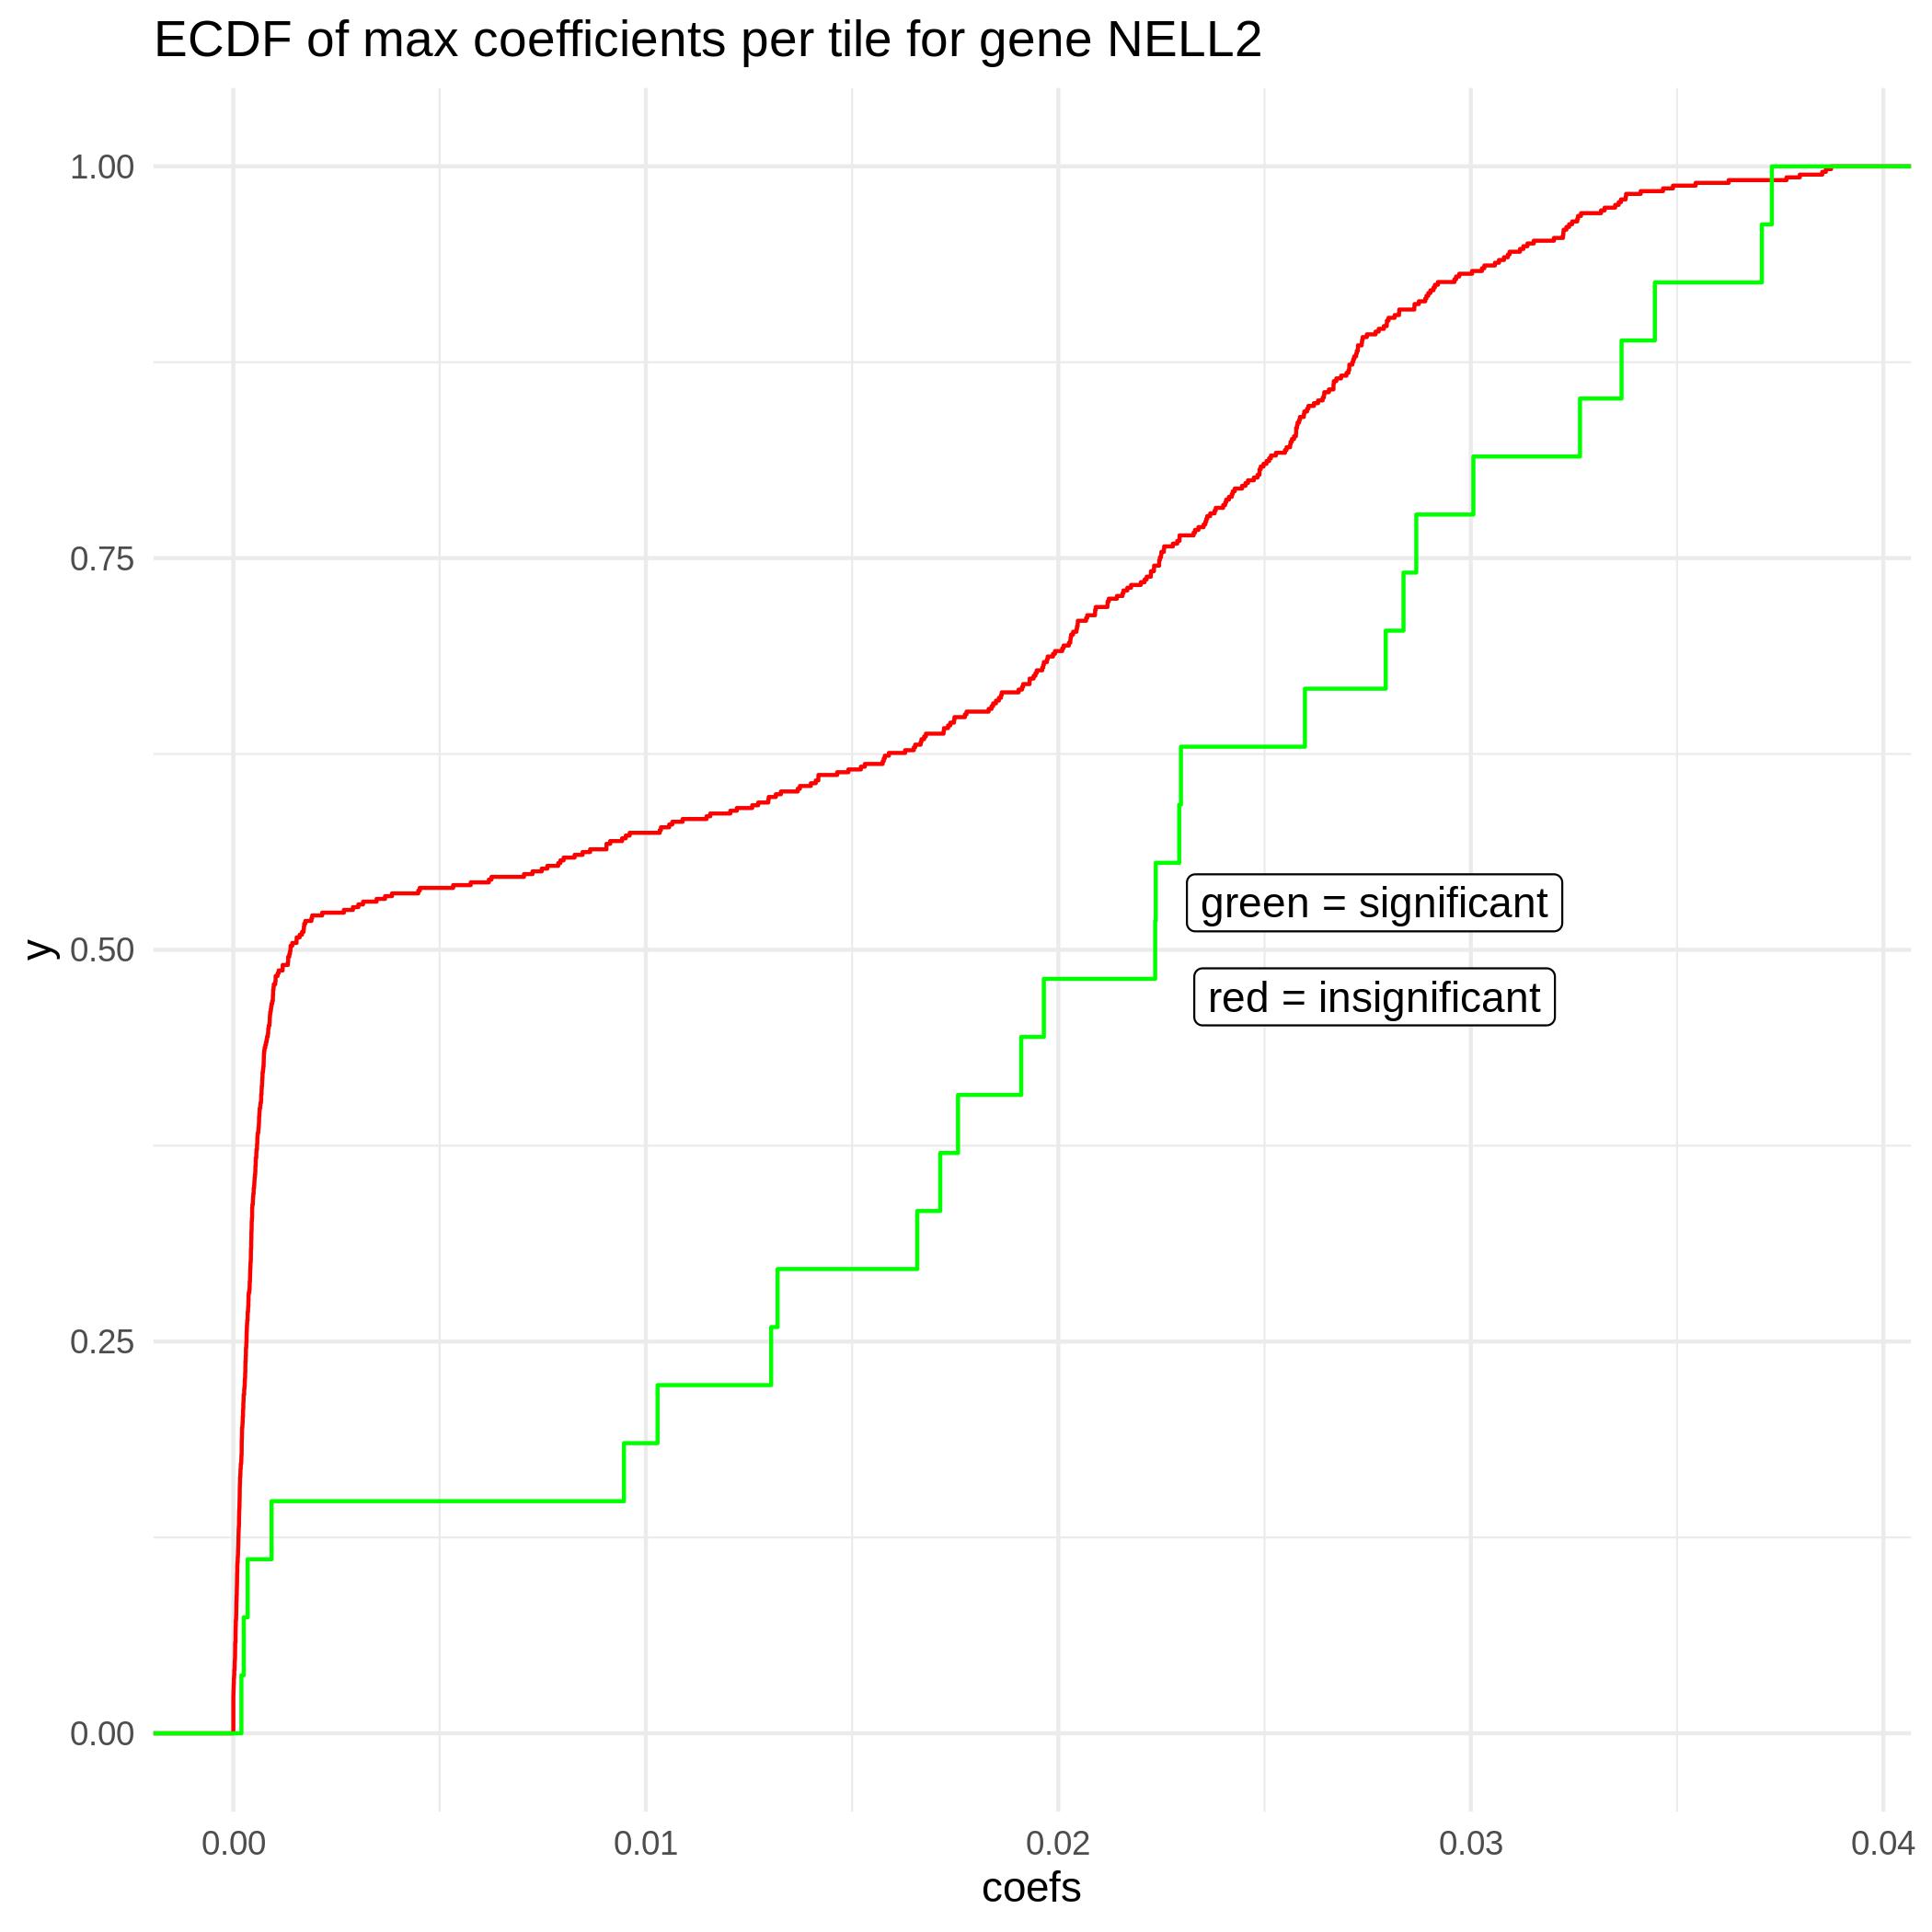 ECDF of max coefficients per tile for gene NELL2
1.00
0.75
0.50
0.25
0.00
y
green = significant
red = insignificant
0.00 0.01 0.02 0.03 0.04
coefs